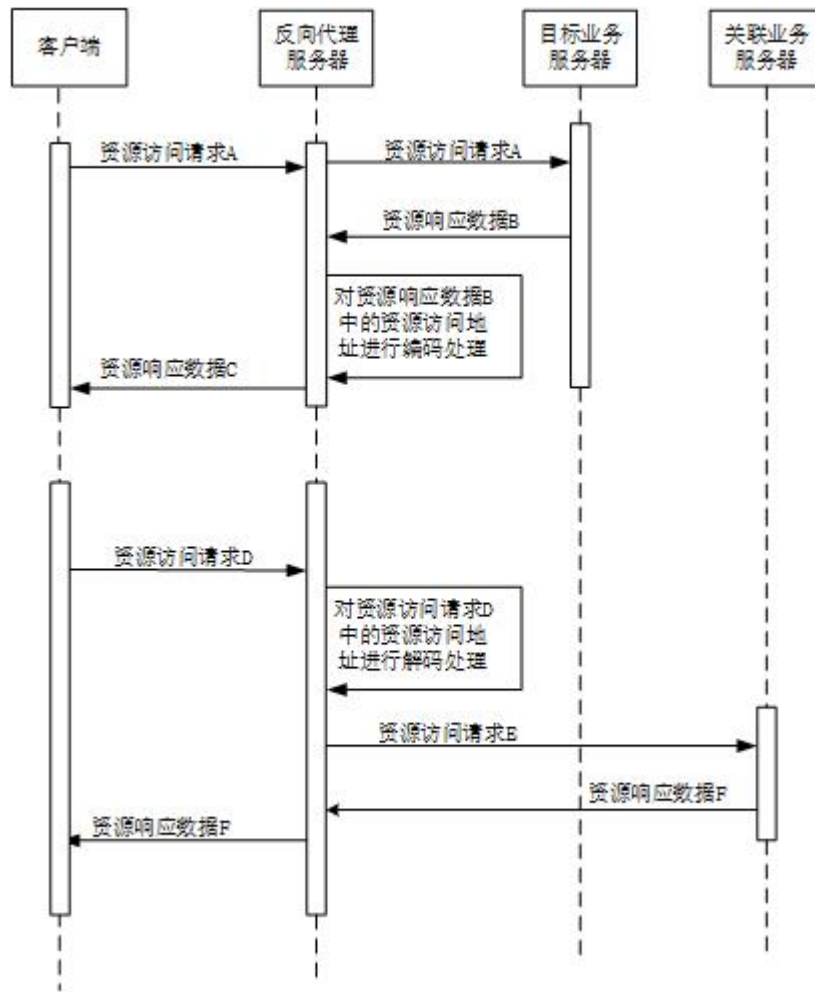 客户端
反向代理
服务器
目标业务
服务器
关联业务
服务器
资源访问请求A
资源访问请求A
资源响应数据B
对资源响应数据B
中的资源访问地
址进行编码处理
资源响应数据C
资源访问请求D
对资源访问请求D
中的资源访问地
址进行解码处理
资源访问请求E
资源响应数据F
资源响应数据F